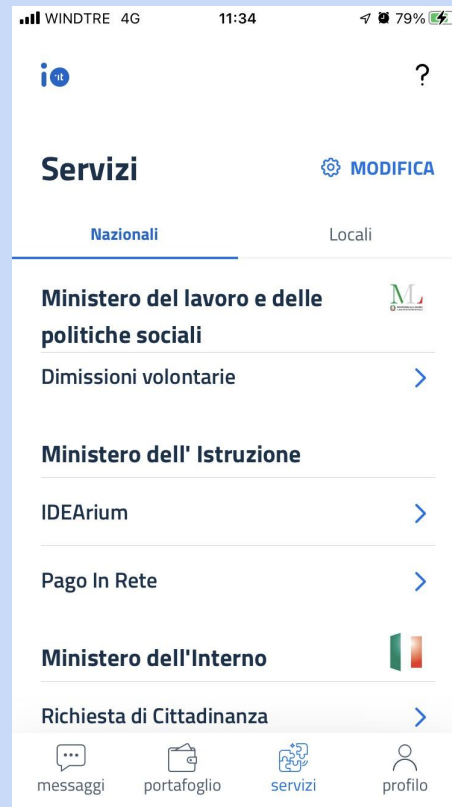 WINDTRE 4G 11:34 79%
io it ?
Servizi MODIFICA
Nazionali Locali
Ministero del lavoro e delle
politiche sociali
Dimissioni volontarie
Ministero dell' Istruzione
IDEArium
Pago In Rete
Ministero dell'Interno
Richiesta di Cittadinanza
messaggi portafoglio servizi profilo